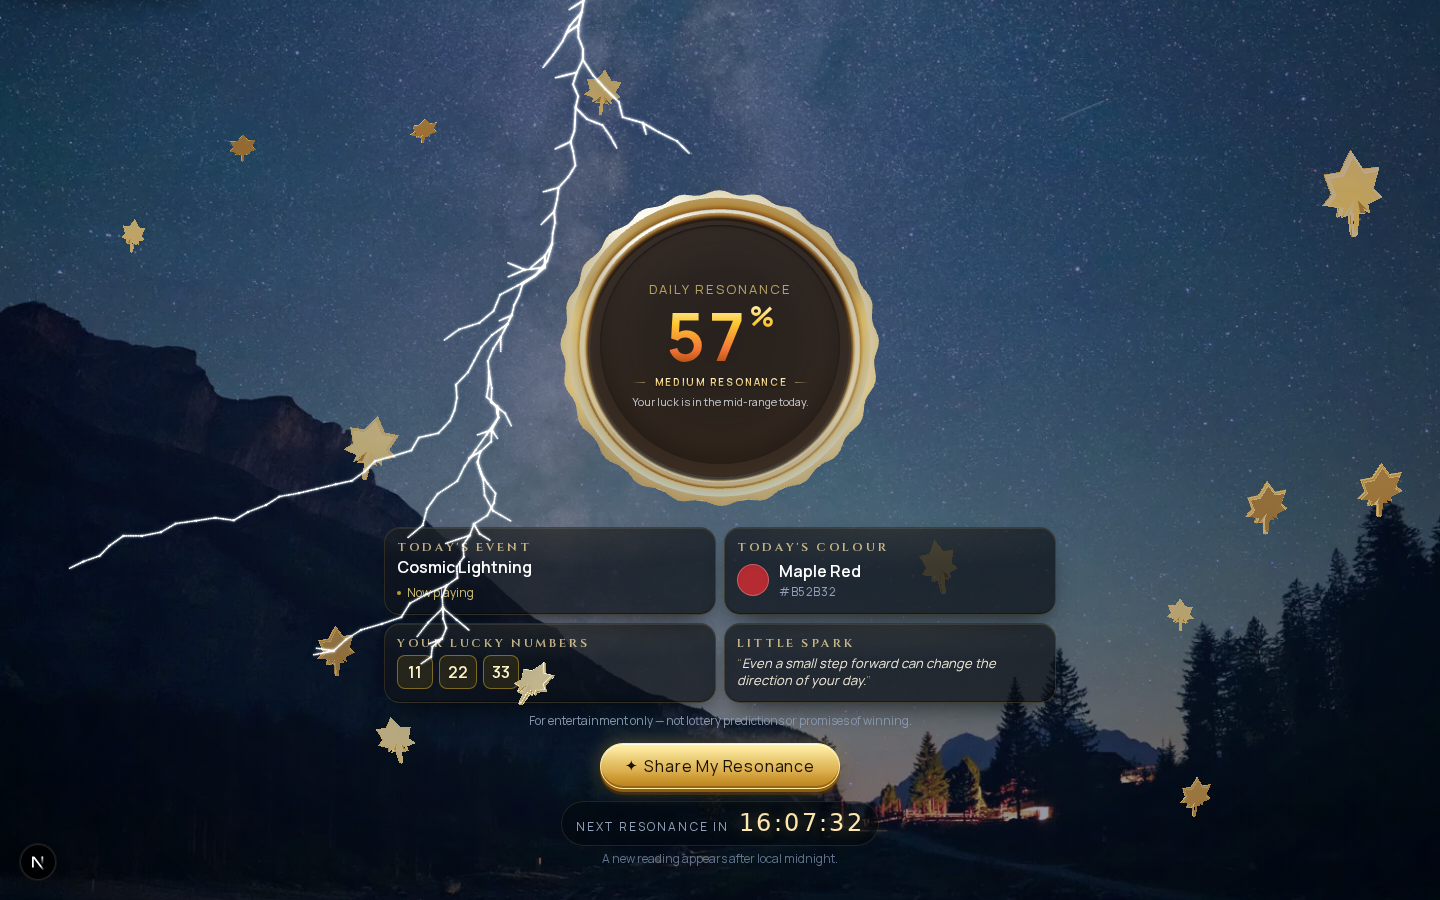 DAILY RESONANCE
57%
MEDIUM RESONANCE
Your luck is in the mid-range today.
TODAY'S EVENT
Cosmic Lightning
Now playing
TODAY'S COLOUR
Maple Red
#B52B32
YOUR LUCKY NUMBERS
11 22 33
LITTLE SPARK
"Even a small step forward can change the
direction of your day."
For entertainment only — not lottery predictions or promises of winning.
✦ Share My Resonance
NEXT RESONANCE IN 16:07:32
A new reading appears after local midnight.
N